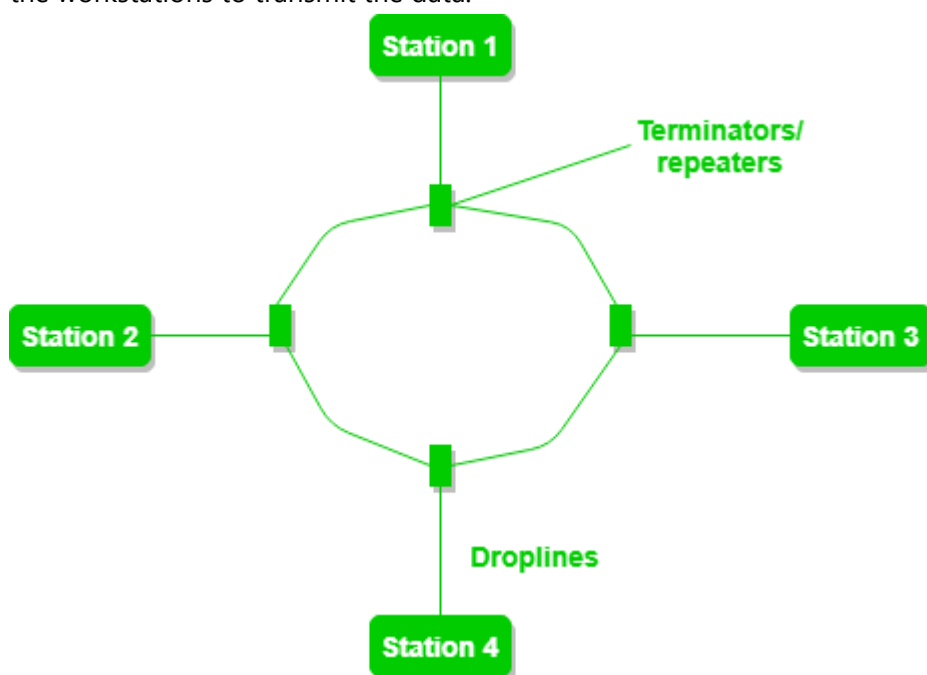 the workstations to transmit the data.
Station 1
Terminators/
repeaters
Station 2
Station 3
Droplines
Station 4